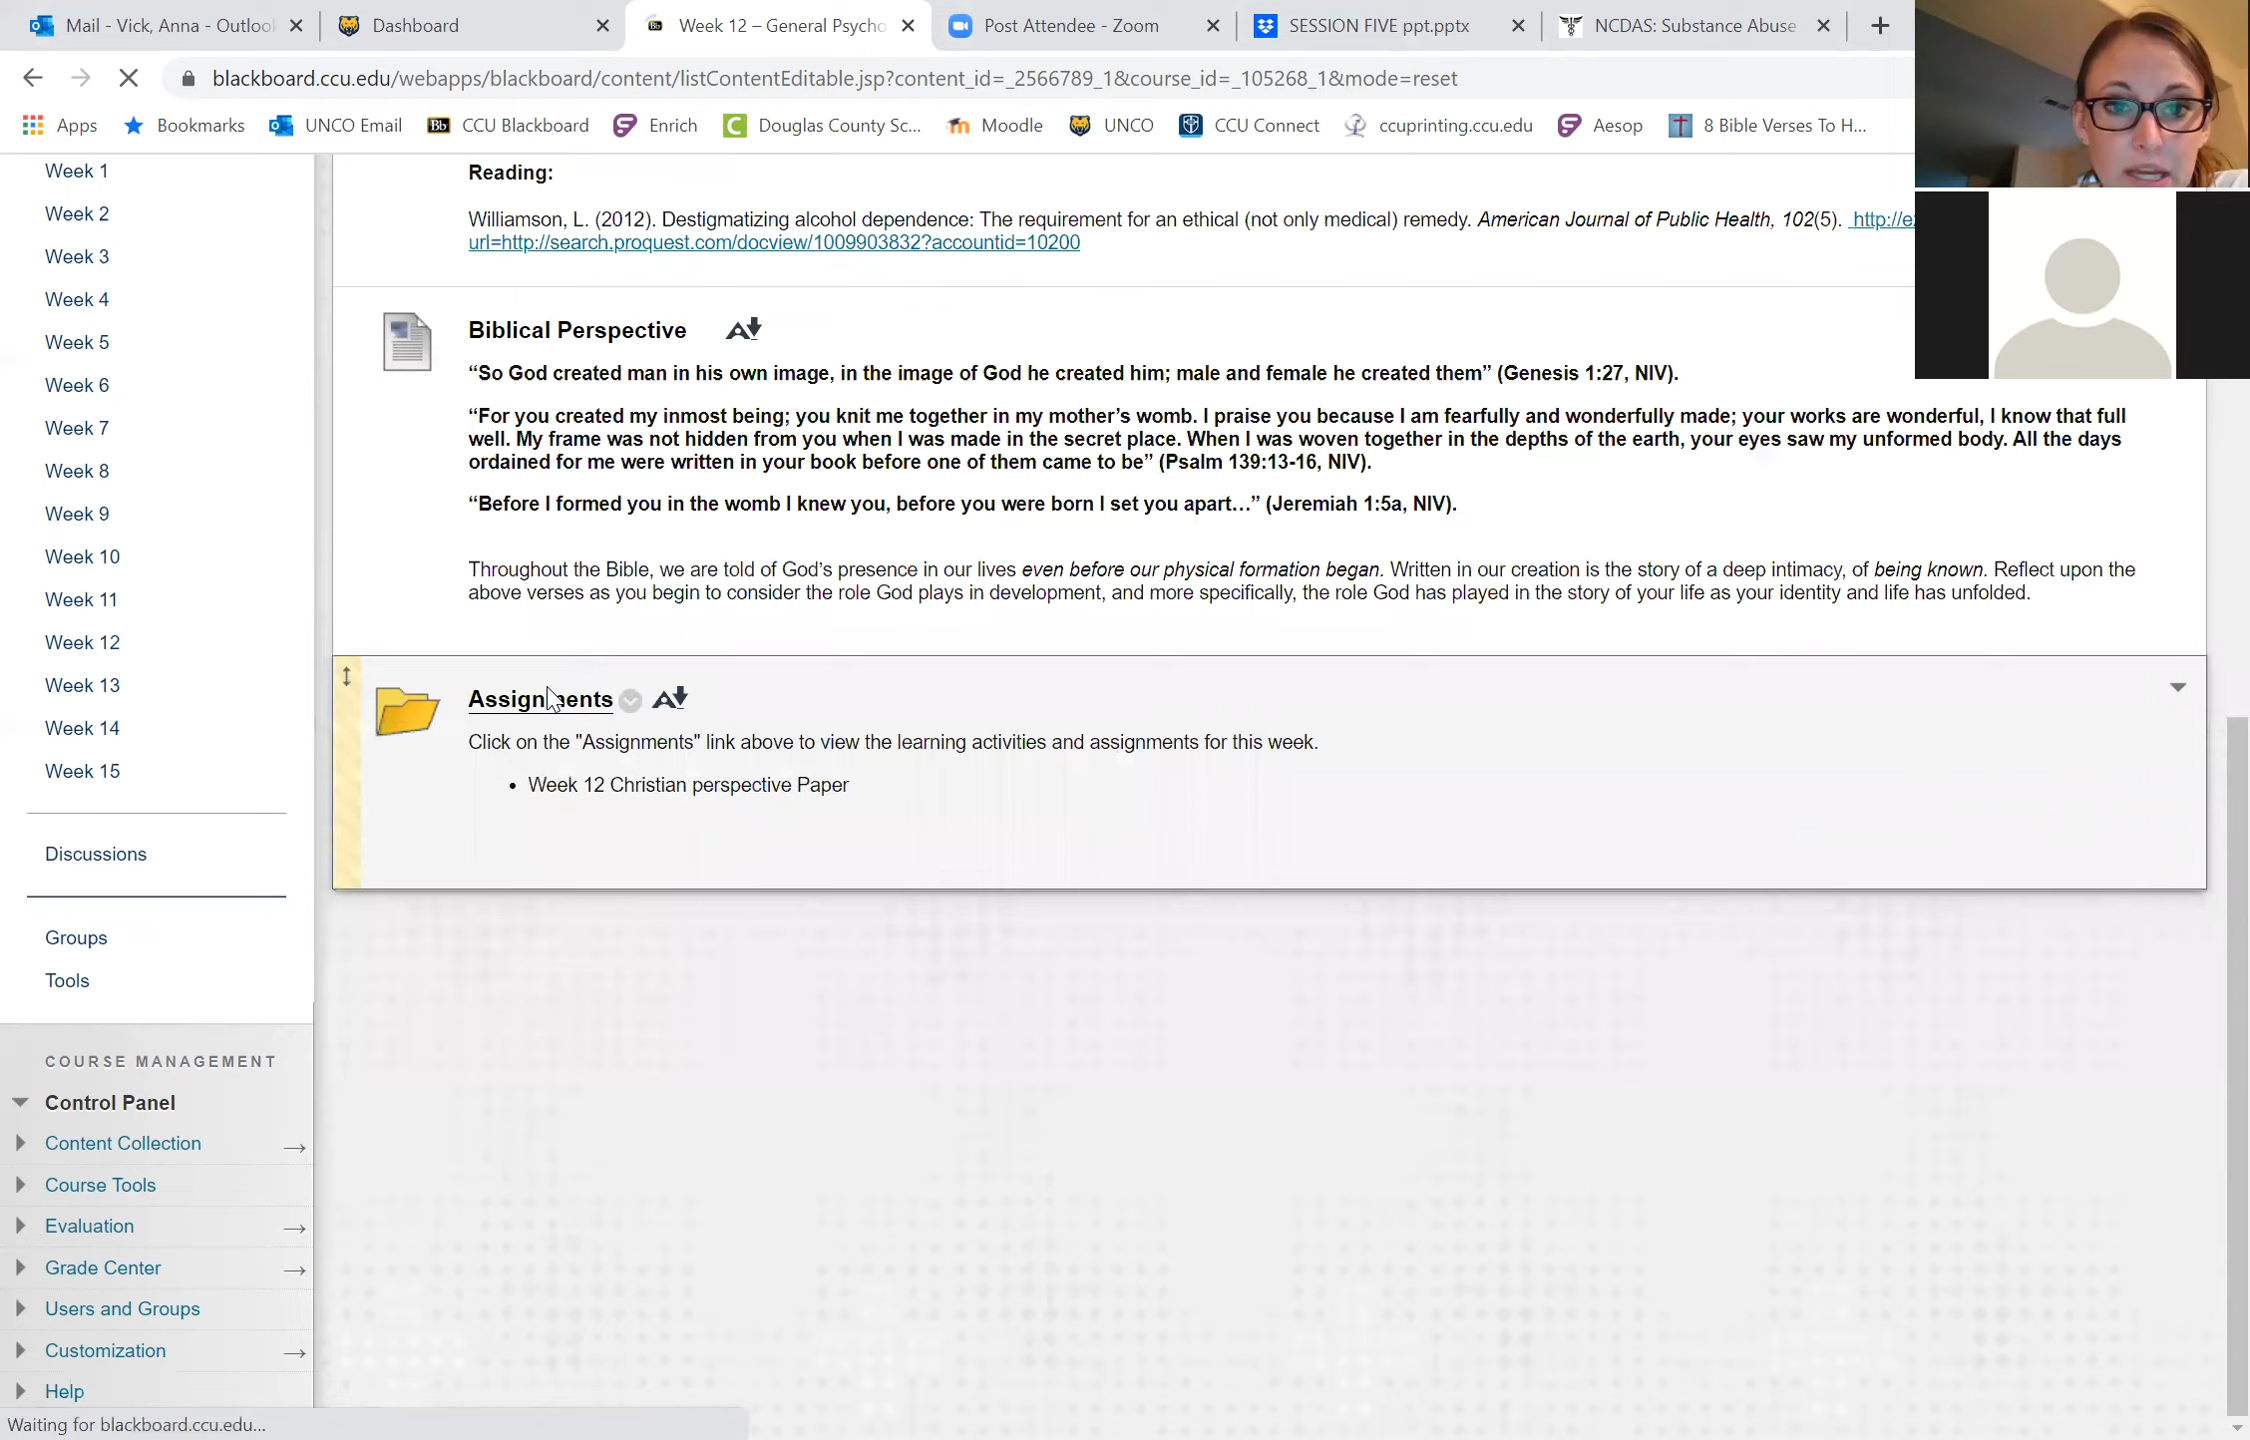 Mail - Vick, Anna - Outlook
Dashboard
Week 12 – General Psycho
Post Attendee - Zoom
SESSION FIVE ppt.pptx
NCDAS: Substance Abuse
blackboard.ccu.edu/webapps/blackboard/content/listContentEditable.jsp?content_id=_2566789_1&course_id=_105268_1&mode=reset
Apps
Bookmarks
UNCO Email
Bb
CCU Blackboard
Enrich
Douglas County Sc...
Moodle
UNCO
CCU Connect
ccuprinting.ccu.edu
Aesop
8 Bible Verses To H...
Week 1
Week 2
Week 3
Week 4
Week 5
Week 6
Week 7
Week 8
Week 9
Week 10
Week 11
Week 12
Week 13
Week 14
Week 15
Discussions
Groups
Tools
COURSE MANAGEMENT
Control Panel
Content Collection
Course Tools
Evaluation
Grade Center
Users and Groups
Customization
Help
Waiting for blackboard.ccu.edu...
Reading:
Williamson, L. (2012). Destigmatizing alcohol dependence: The requirement for an ethical (not only medical) remedy. American Journal of Public Health, 102(5). http://e
url=http://search.proquest.com/docview/1009903832?accountid=10200
Biblical Perspective
“So God created man in his own image, in the image of God he created him; male and female he created them” (Genesis 1:27, NIV).
“For you created my inmost being; you knit me together in my mother’s womb. I praise you because I am fearfully and wonderfully made; your works are wonderful, I know that full
well. My frame was not hidden from you when I was made in the secret place. When I was woven together in the depths of the earth, your eyes saw my unformed body. All the days
ordained for me were written in your book before one of them came to be” (Psalm 139:13-16, NIV).
“Before I formed you in the womb I knew you, before you were born I set you apart…” (Jeremiah 1:5a, NIV).
Throughout the Bible, we are told of God’s presence in our lives even before our physical formation began. Written in our creation is the story of a deep intimacy, of being known. Reflect upon the
above verses as you begin to consider the role God plays in development, and more specifically, the role God has played in the story of your life as your identity and life has unfolded.
Assignments
Click on the "Assignments" link above to view the learning activities and assignments for this week.
• Week 12 Christian perspective Paper